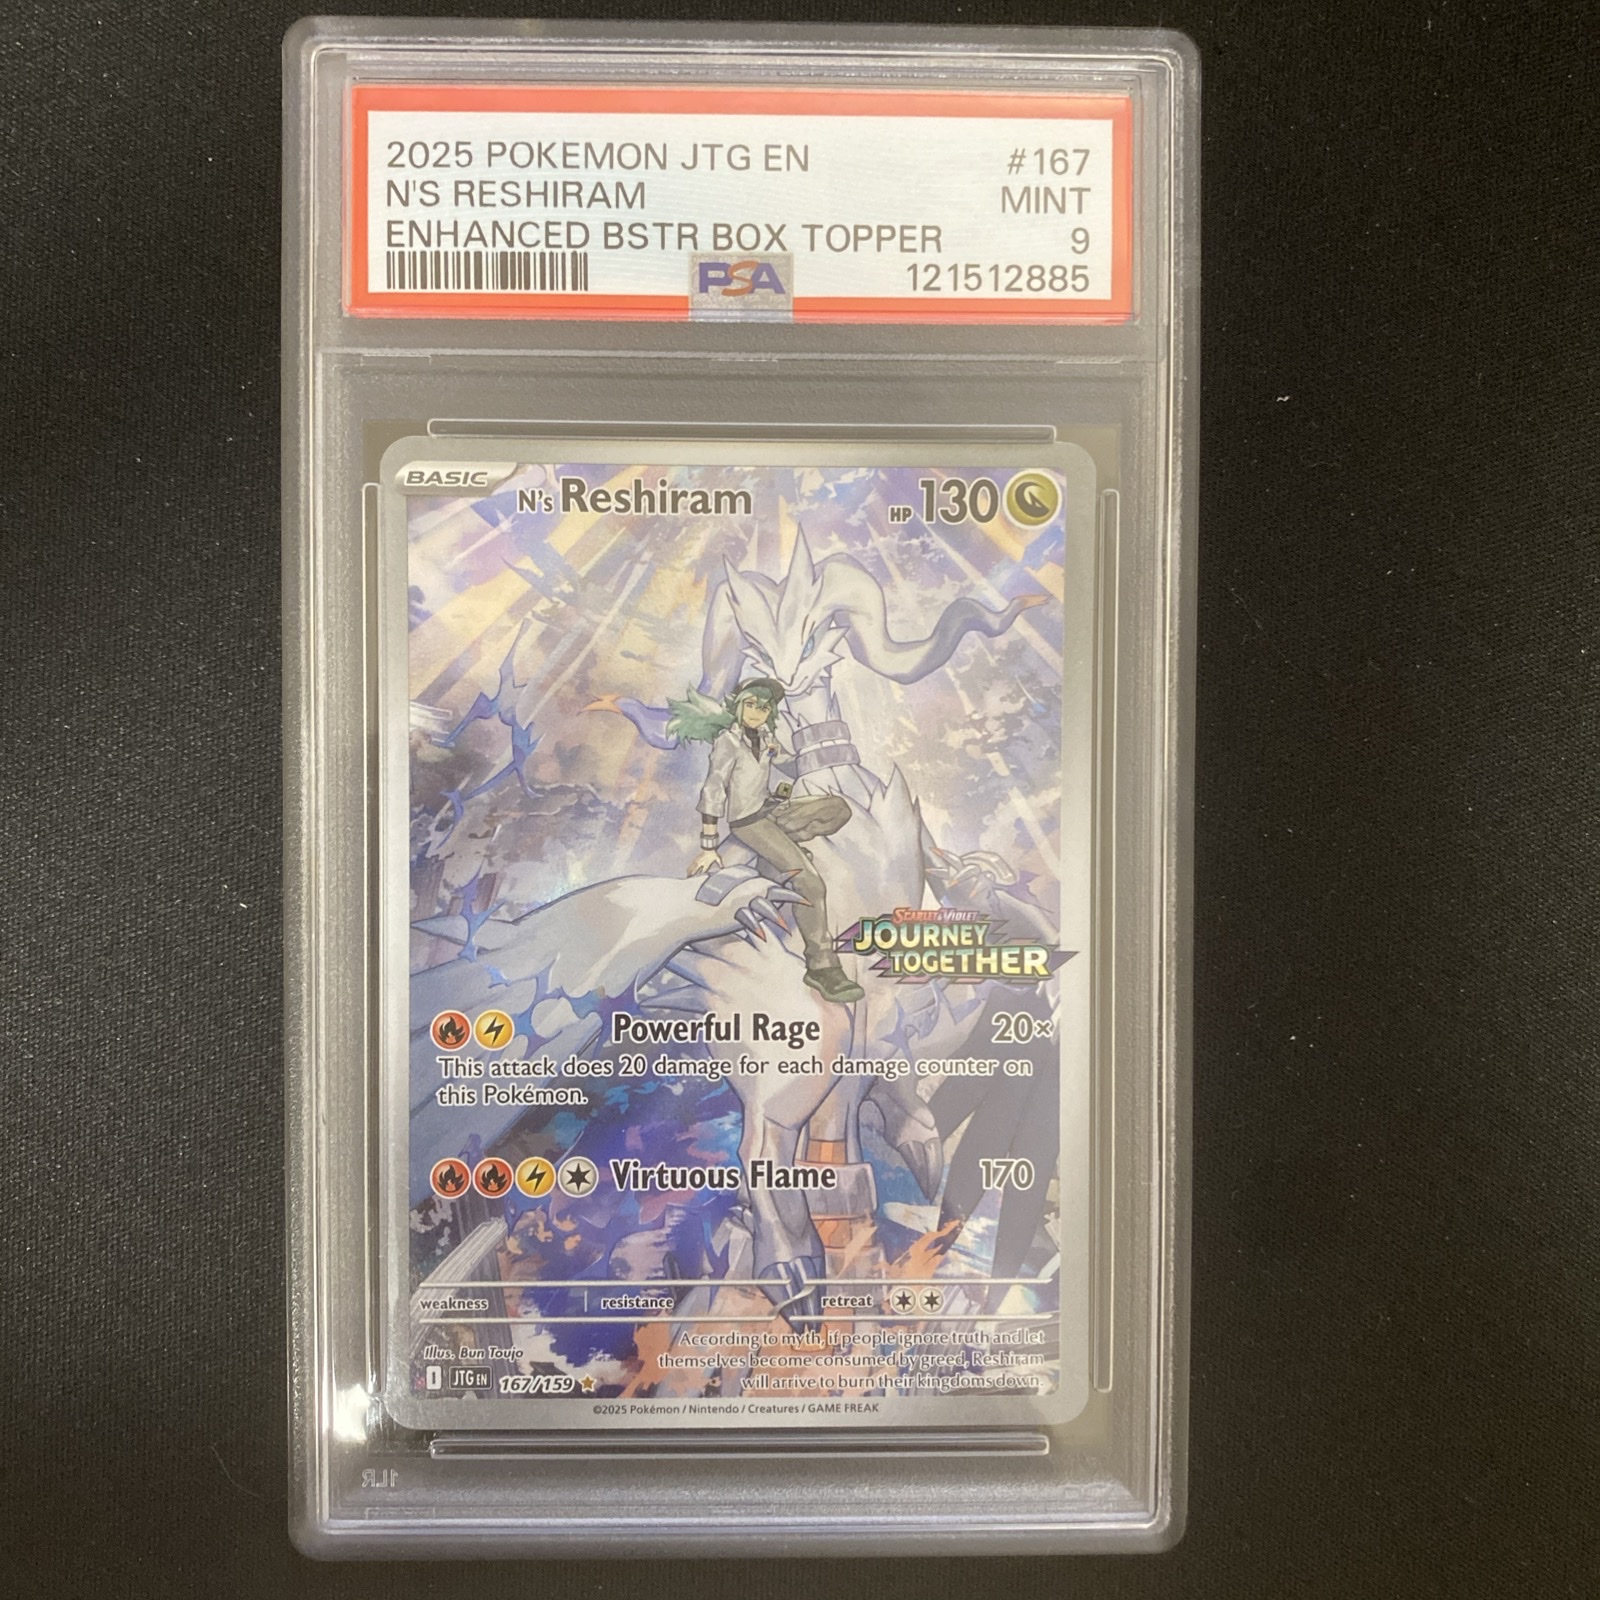 2025 POKEMON JTG EN #167
N'S RESHIRAM MINT
ENHANCED BSTR BOX TOPPER 9
PSA 121512885
BASIC N's Reshiram HP 130
SCARLET & VIOLET
JOURNEY
TOGETHER
Powerful Rage 20×
This attack does 20 damage for each damage counter on
this Pokémon.
Virtuous Flame 170
weakness resistance retreat
According to myth, if people ignore truth and let
themselves become consumed by greed, Reshiram
will arrive to burn their kingdoms down.
Illus. Bun Toujo
I JTG EN 167/159
©2025 Pokémon / Nintendo / Creatures / GAME FREAK
1LR